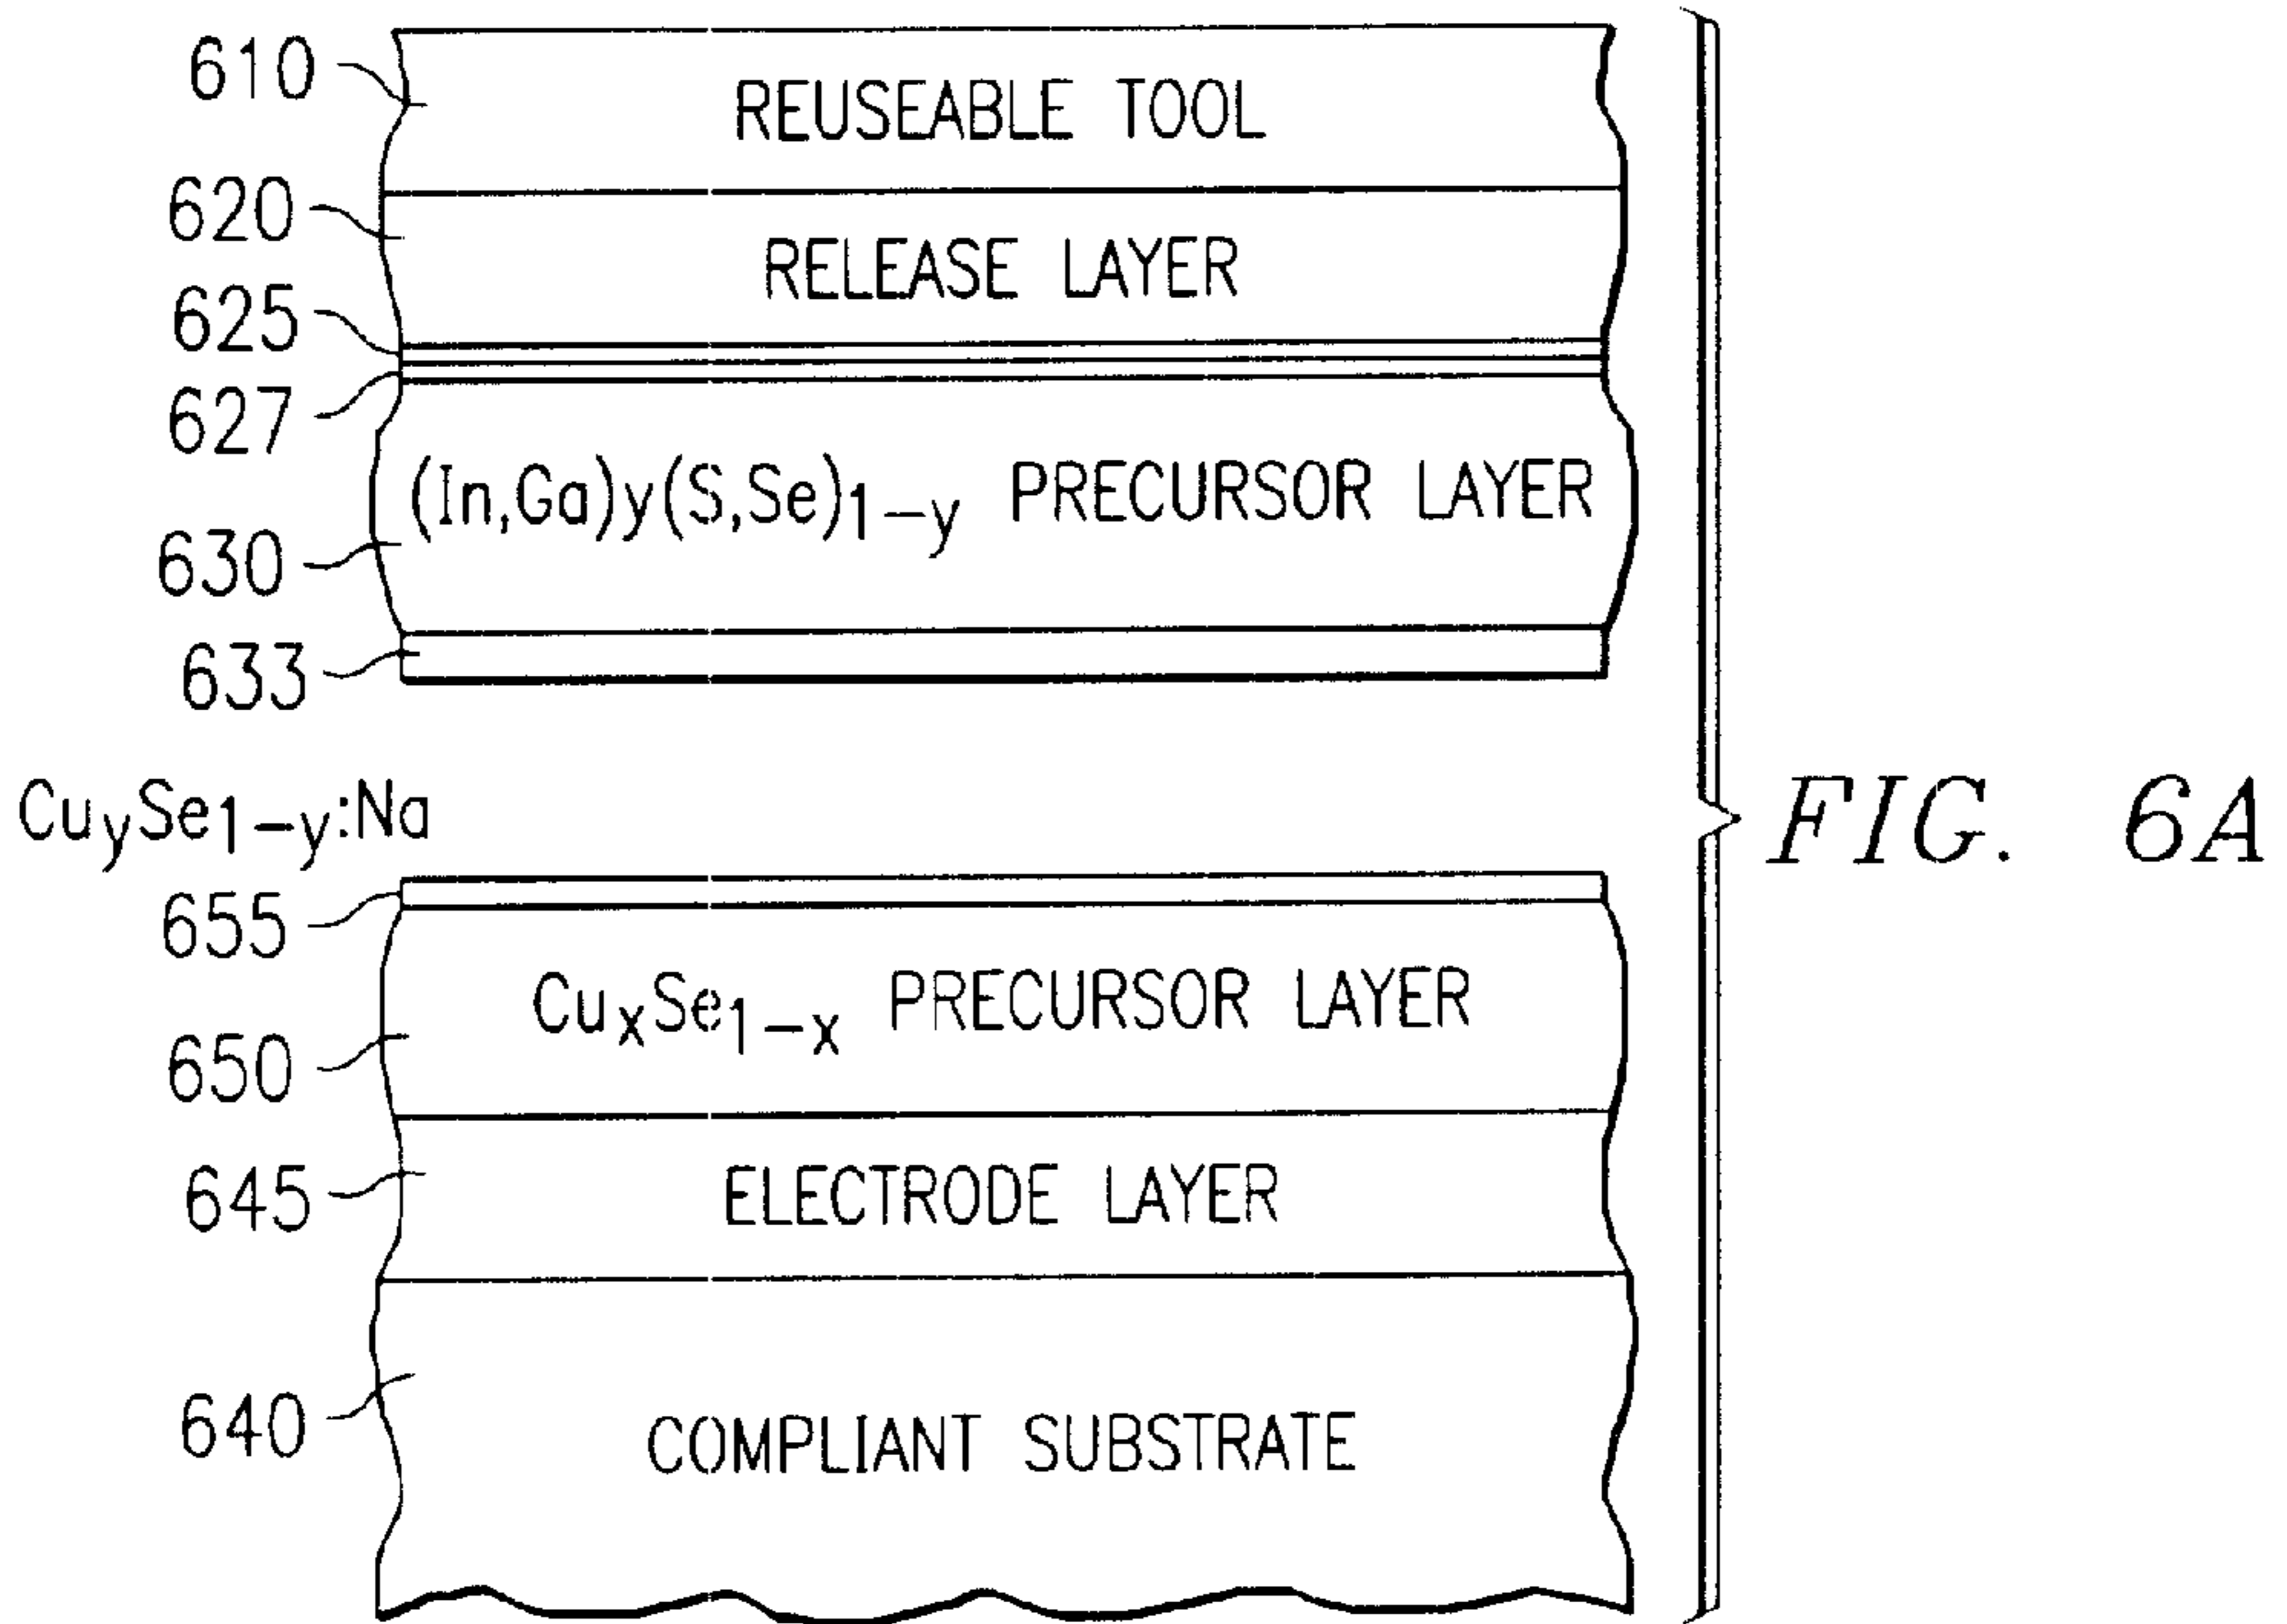 610
REUSEABLE TOOL
620
RELEASE LAYER
625
627
(In,Ga)y(S,Se)1-y PRECURSOR LAYER
630
633
CuySe1-y:Na
FIG. 6A
655
CuxSe1-x PRECURSOR LAYER
650
645
ELECTRODE LAYER
640
COMPLIANT SUBSTRATE